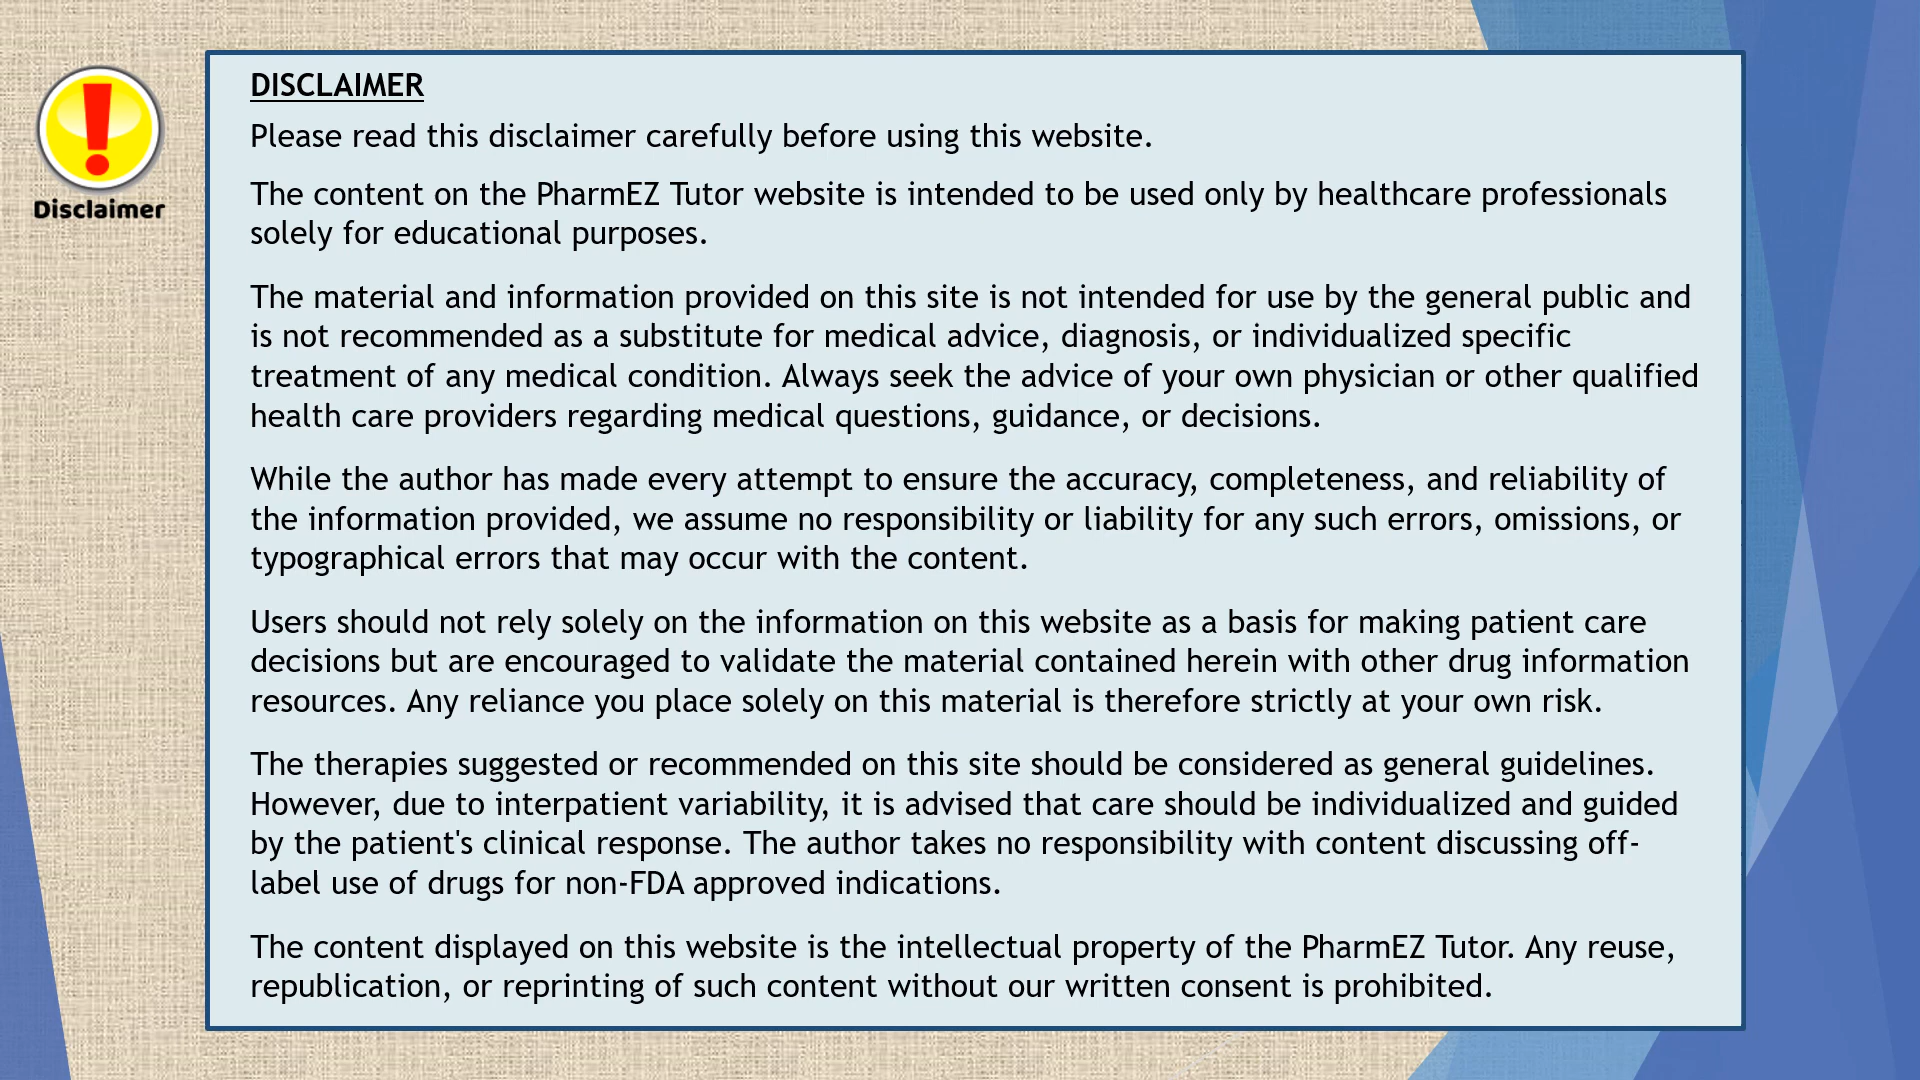 Disclaimer
DISCLAIMER
Please read this disclaimer carefully before using this website.
The content on the PharmEZ Tutor website is intended to be used only by healthcare professionals
solely for educational purposes.
The material and information provided on this site is not intended for use by the general public and
is not recommended as a substitute for medical advice, diagnosis, or individualized specific
treatment of any medical condition. Always seek the advice of your own physician or other qualified
health care providers regarding medical questions, guidance, or decisions.
While the author has made every attempt to ensure the accuracy, completeness, and reliability of
the information provided, we assume no responsibility or liability for any such errors, omissions, or
typographical errors that may occur with the content.
Users should not rely solely on the information on this website as a basis for making patient care
decisions but are encouraged to validate the material contained herein with other drug information
resources. Any reliance you place solely on this material is therefore strictly at your own risk.
The therapies suggested or recommended on this site should be considered as general guidelines.
However, due to interpatient variability, it is advised that care should be individualized and guided
by the patient's clinical response. The author takes no responsibility with content discussing off-
label use of drugs for non-FDA approved indications.
The content displayed on this website is the intellectual property of the PharmEZ Tutor. Any reuse,
republication, or reprinting of such content without our written consent is prohibited.